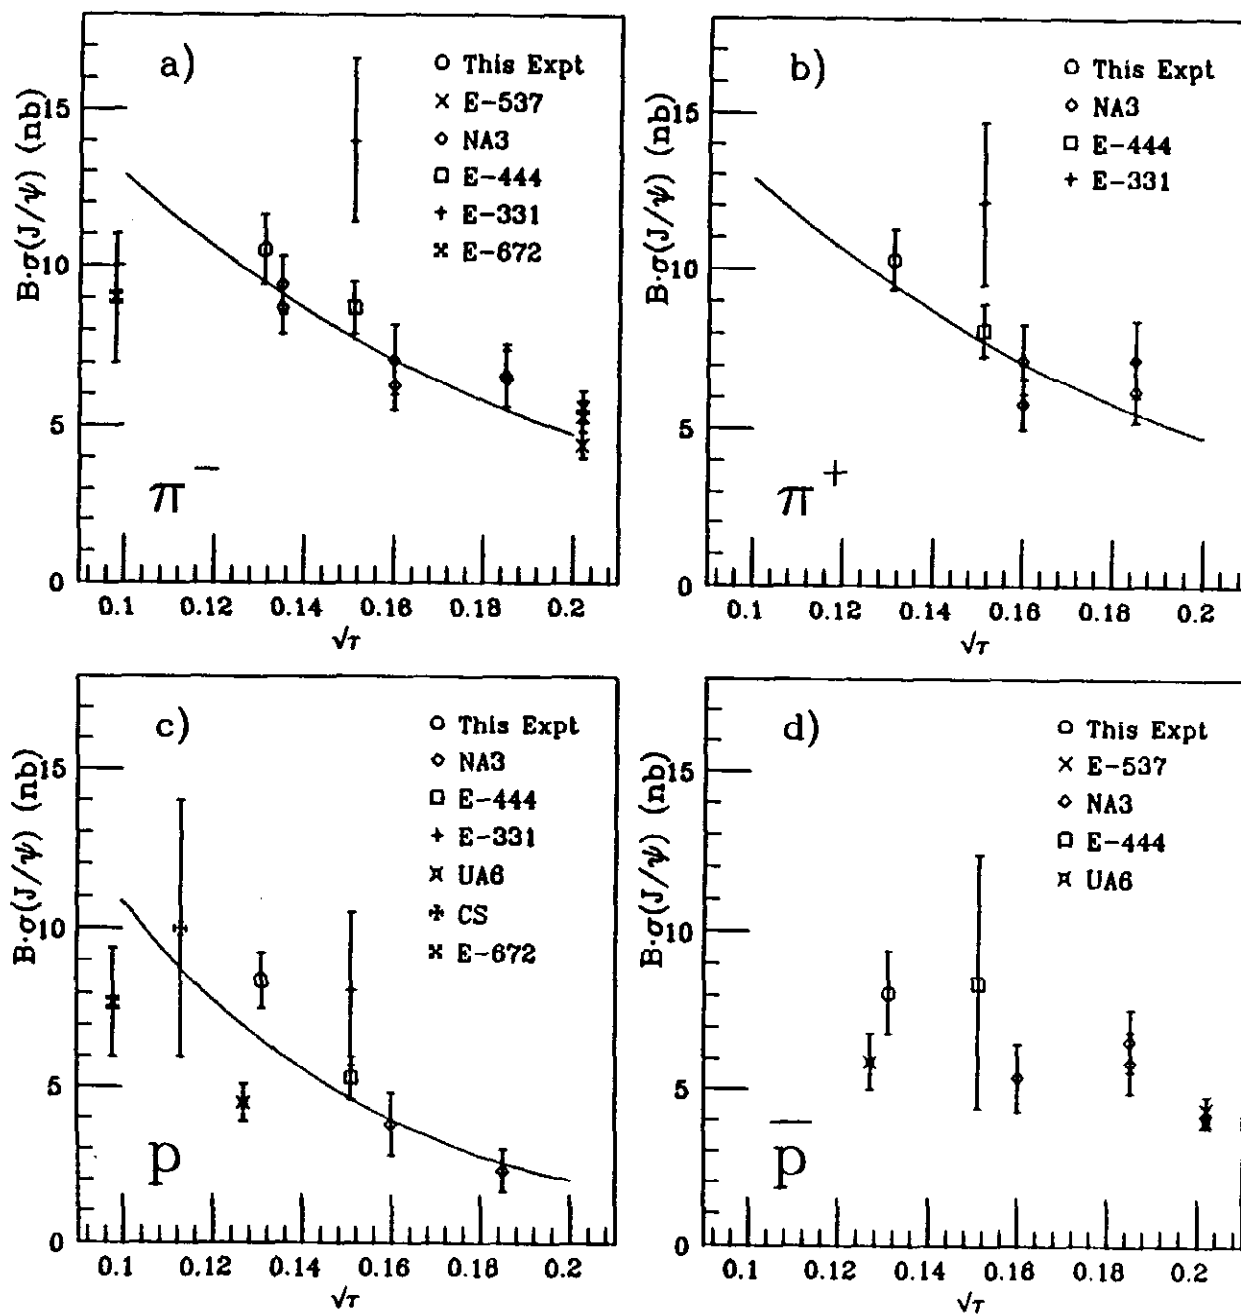 a)
This Expt
E-537
NA3
E-444
E-331
E-672
π⁻
B·σ(J/ψ) (nb)
15
10
5
0
0.1 0.12 0.14 0.16 0.18 0.2
√τ
b)
This Expt
NA3
E-444
E-331
π⁺
B·σ(J/ψ) (nb)
15
10
5
0
0.1 0.12 0.14 0.16 0.18 0.2
√τ
c)
This Expt
NA3
E-444
E-331
UA6
CS
E-672
p
B·σ(J/ψ) (nb)
15
10
5
0
0.1 0.12 0.14 0.16 0.18 0.2
√τ
d)
This Expt
E-537
NA3
E-444
UA6
p̅
B·σ(J/ψ) (nb)
15
10
5
0
0.1 0.12 0.14 0.16 0.18 0.2
√τ